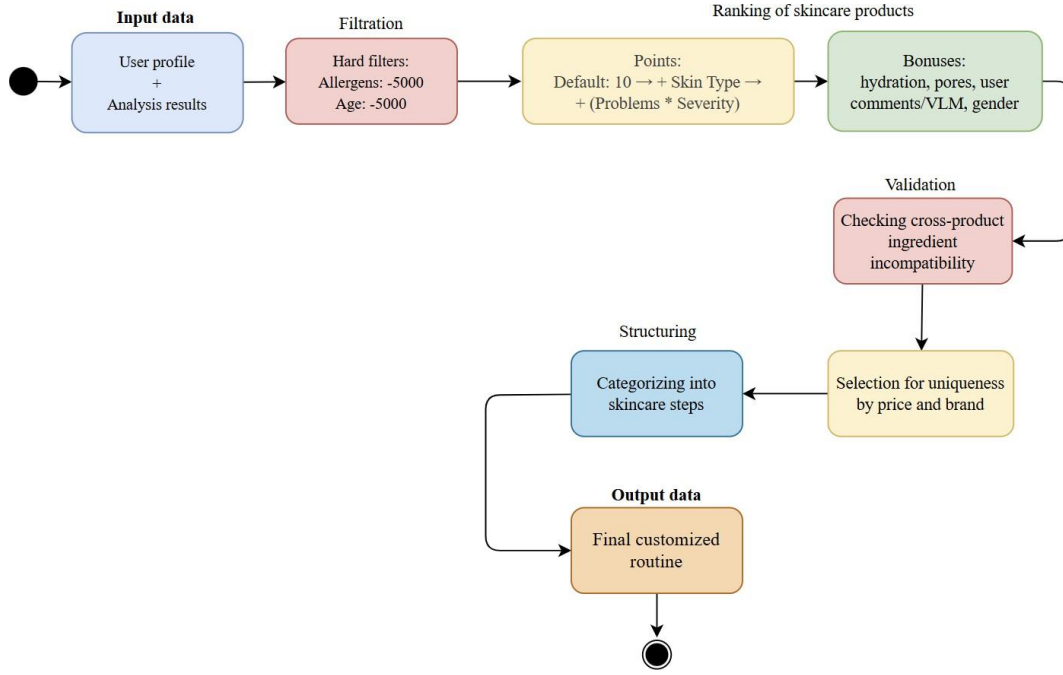 Input data
User profile
+
Analysis results
Filtration
Hard filters:
Allergens: -5000
Age: -5000
Ranking of skincare products
Points:
Default: 10 → + Skin Type →
+ (Problems * Severity)
Bonuses:
hydration, pores, user
comments/VLM, gender
Validation
Checking cross-product
ingredient
incompatibility
Selection for uniqueness
by price and brand
Structuring
Categorizing into
skincare steps
Output data
Final customized
routine